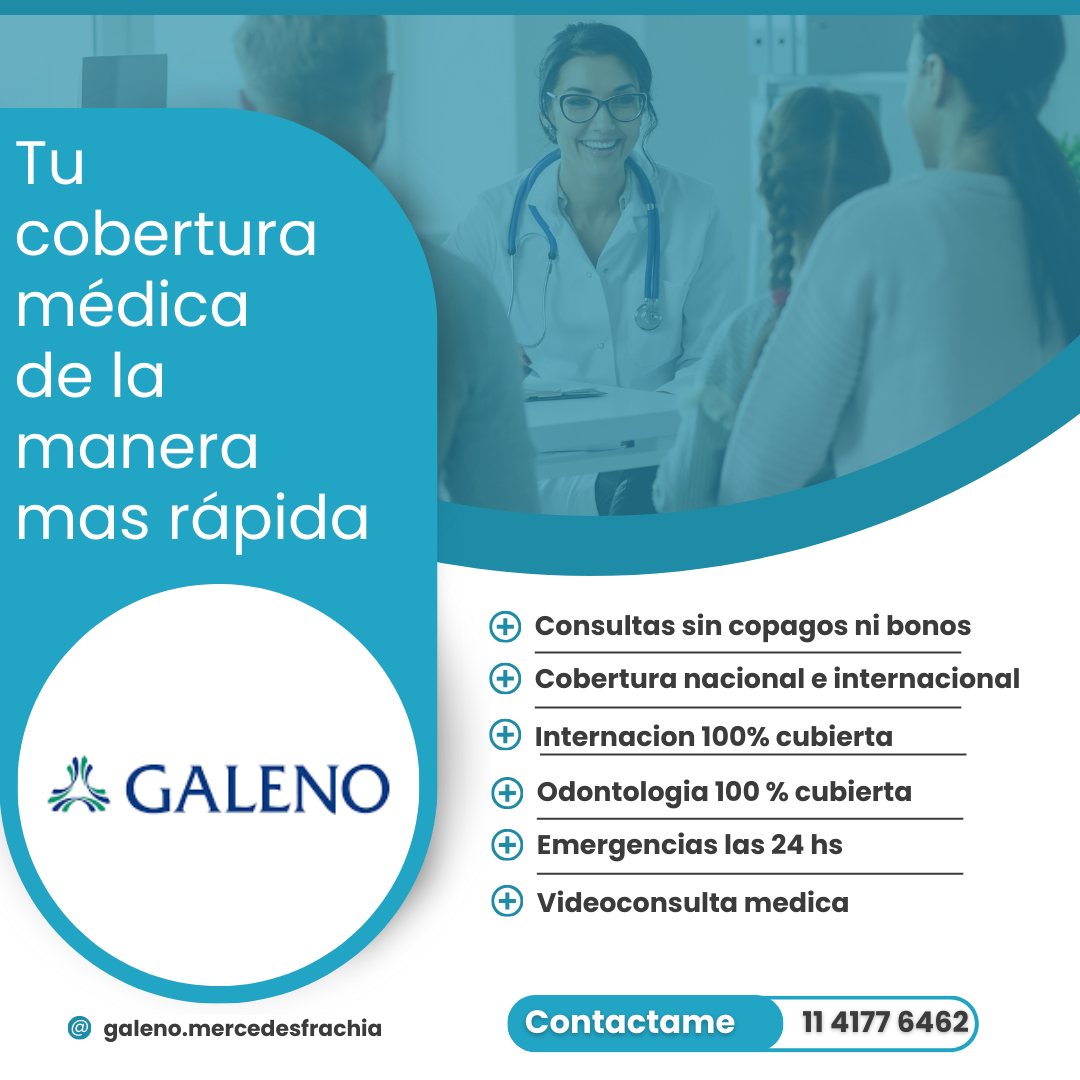 Tu
cobertura
médica
de la
manera
mas rápida
GALENO
Consultas sin copagos ni bonos
Cobertura nacional e internacional
Internacion 100% cubierta
Odontologia 100 % cubierta
Emergencias las 24 hs
Videoconsulta medica
@ galeno.mercedesfrachia
Contactame 11 4177 6462